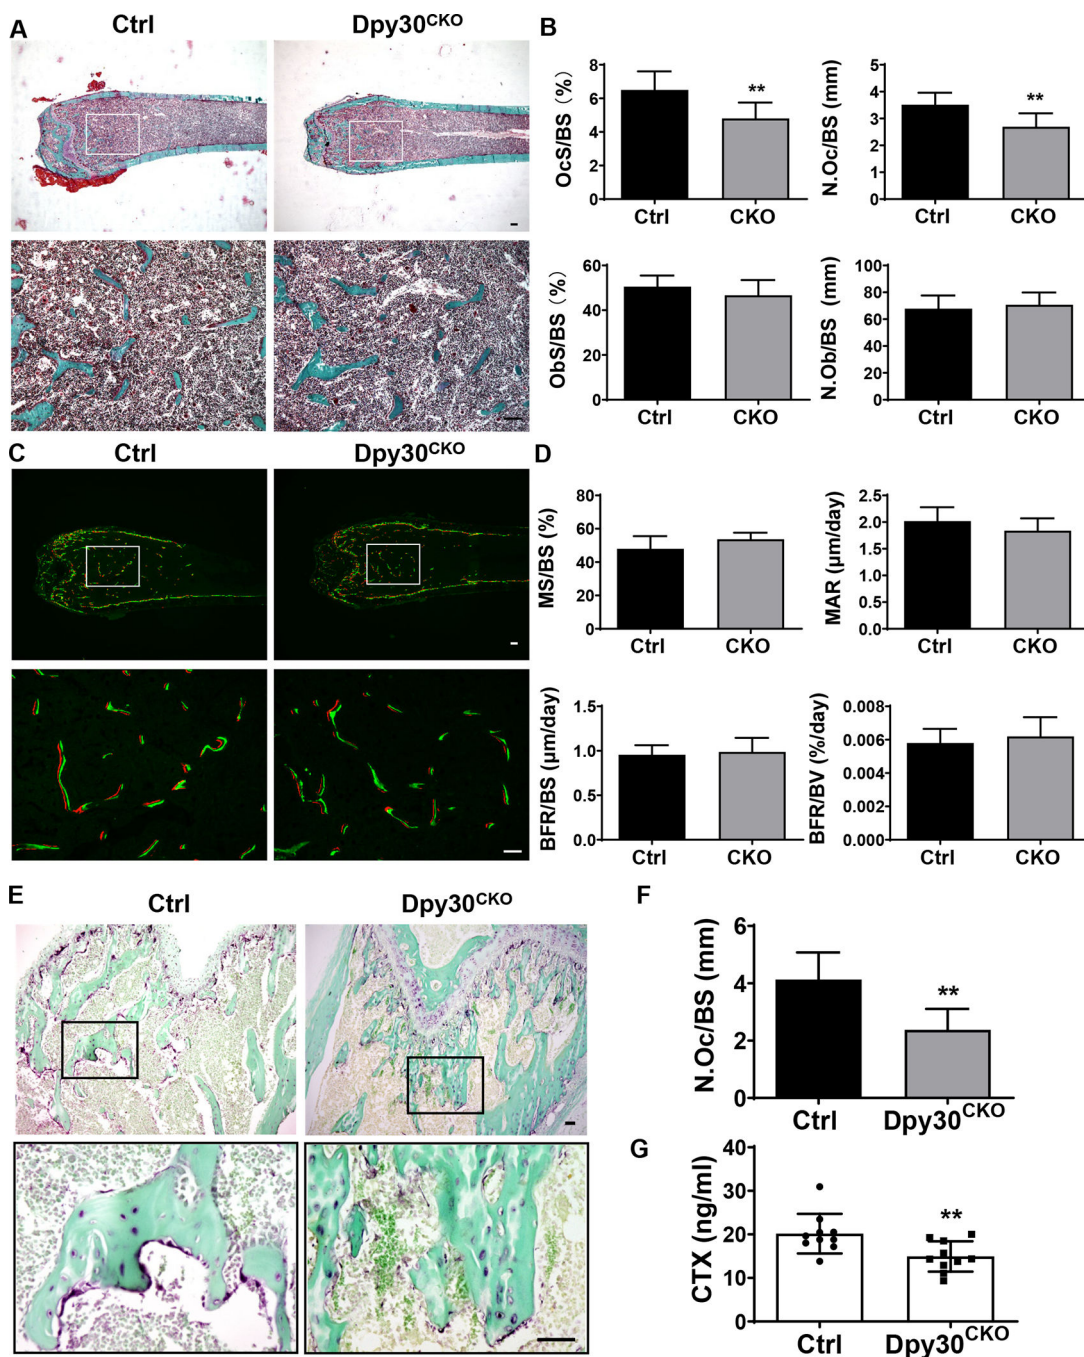 A
Ctrl
Dpy30CKO
B
OcS/BS (%)
8
6
4
2
0
**
Ctrl
CKO
N.Oc/BS (mm)
5
4
3
2
1
0
**
Ctrl
CKO
ObS/BS (%)
60
40
20
0
Ctrl
CKO
N.Ob/BS (mm)
100
80
60
40
20
0
Ctrl
CKO
C
Ctrl
Dpy30CKO
D
MS/BS (%)
80
60
40
20
0
Ctrl
CKO
MAR (µm/day)
2.5
2.0
1.5
1.0
0.5
0.0
Ctrl
CKO
BFR/BS (µm/day)
1.5
1.0
0.5
0.0
Ctrl
CKO
BFR/BV (%/day)
0.008
0.006
0.004
0.002
0.000
Ctrl
CKO
E
Ctrl
Dpy30CKO
F
N.Oc/BS (mm)
6
4
2
0
**
Ctrl
Dpy30CKO
G
CTX (ng/ml)
40
30
20
10
0
**
Ctrl
Dpy30CKO